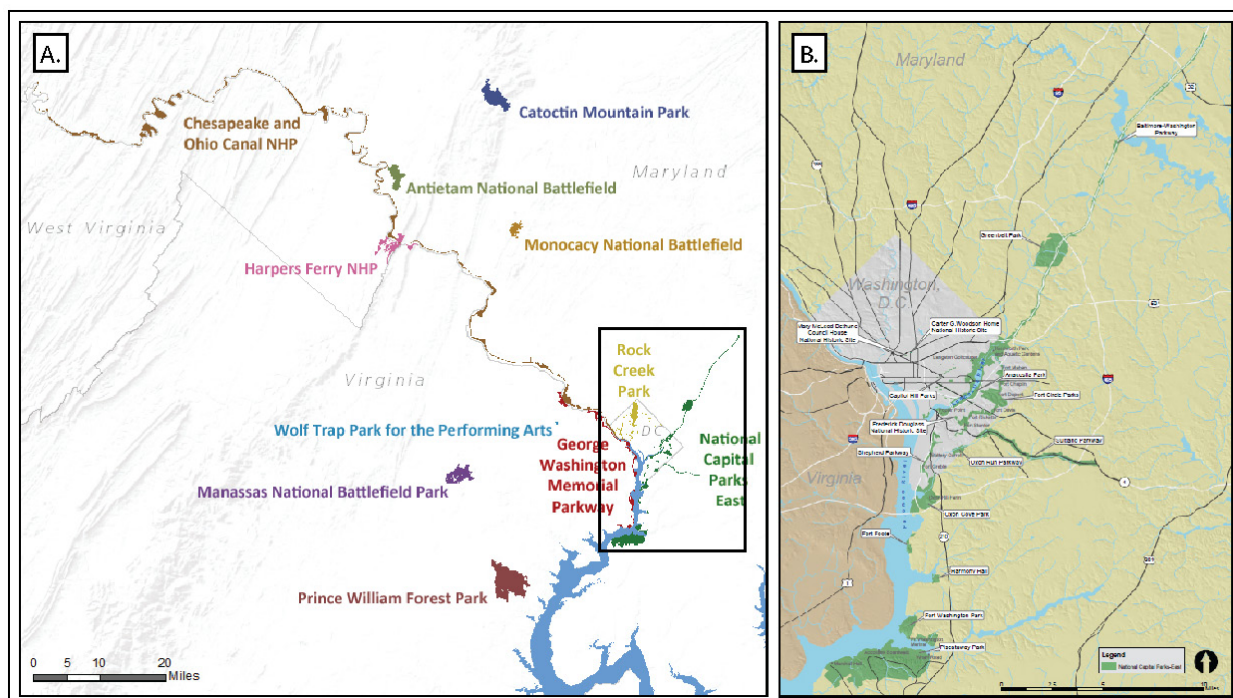 A.
Chesapeake and
Ohio Canal NHP
Catoctin Mountain Park
Antietam National Battlefield
Maryland
West Virginia
Monocacy National Battlefield
Harpers Ferry NHP
Virginia
Rock
Creek
Park
DC
Wolf Trap Park for the Performing Arts
George
Washington
Memorial
Parkway
National
Capital
Parks
East
Manassas National Battlefield Park
Prince William Forest Park
0 5 10 20
Miles
B.
Maryland
Baltimore-Washington
Parkway
Greenbelt Park
Washington,
D.C.
Mary McLeod Bethune
Council House
National Historic Site
Carter G. Woodson Home
National Historic Site
Anacostia Park
Capitol Hill Parks
Fort Circle Parks
Frederick Douglass
National Historic Site
Suitland Parkway
Shepherd Parkway
Oxon Run Parkway
Virginia
Oxon Cove Park
Fort Foote
210
Harmony Hall
Fort Washington Park
Piscataway Park
Legend
National Capital Parks-East
Miles